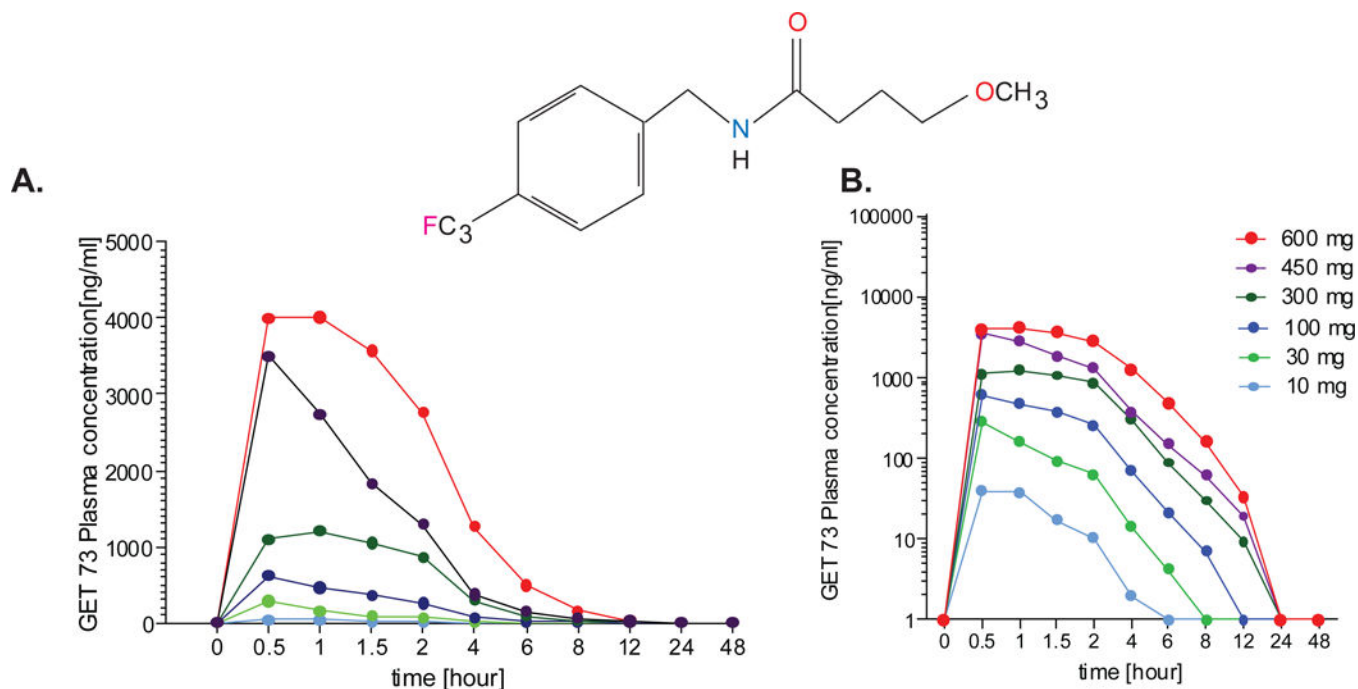 O
OCH3
N
H
FC3
A.
GET 73 Plasma concentration[ng/ml]
5000
4000
3000
2000
1000
0
0 0.5 1 1.5 2 4 6 8 12 24 48
time [hour]
B.
GET 73 Plasma concentration[ng/ml]
100000
10000
1000
100
10
1
0 0.5 1 1.5 2 4 6 8 12 24 48
time [hour]
600 mg
450 mg
300 mg
100 mg
30 mg
10 mg